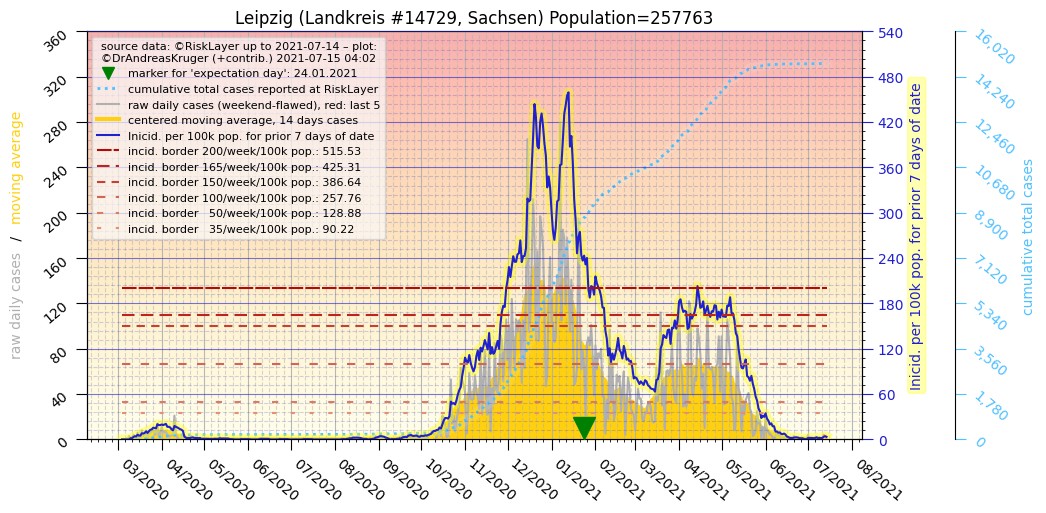 Leipzig (Landkreis #14729, Sachsen) Population=257763
source data: ©RiskLayer up to 2021-07-14 – plot:
©DrAndreasKruger (+contrib.) 2021-07-15 04:02
marker for 'expectation day': 24.01.2021
cumulative total cases reported at RiskLayer
raw daily cases (weekend-flawed), red: last 5
centered moving average, 14 days cases
Inicid. per 100k pop. for prior 7 days of date
incid. border 200/week/100k pop.: 515.53
incid. border 165/week/100k pop.: 425.31
incid. border 150/week/100k pop.: 386.64
incid. border 100/week/100k pop.: 257.76
incid. border 50/week/100k pop.: 128.88
incid. border 35/week/100k pop.: 90.22
raw daily cases / moving average
360
320
280
240
200
160
120
80
40
0
540
480
420
360
300
240
180
120
60
0
Inicid. per 100k pop. for prior 7 days of date
16,020
14,240
12,460
10,680
8,900
7,120
5,340
3,560
1,780
0
cumulative total cases
03/2020
04/2020
05/2020
06/2020
07/2020
08/2020
09/2020
10/2020
11/2020
12/2020
01/2021
02/2021
03/2021
04/2021
05/2021
06/2021
07/2021
08/2021